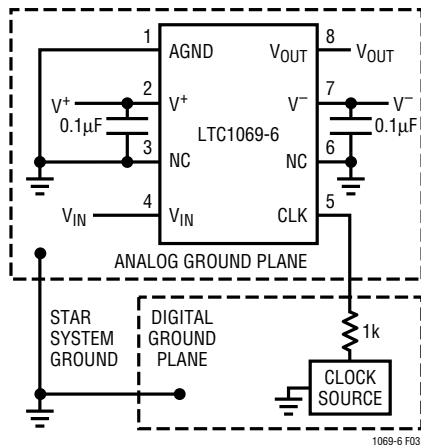 1
AGND
8
VOUT
VOUT
V+
2
V+
7
V−
V−
0.1µF
LTC1069-6
0.1µF
3
NC
6
NC
VIN
4
VIN
5
CLK
ANALOG GROUND PLANE
STAR
SYSTEM
GROUND
DIGITAL
GROUND
PLANE
1k
CLOCK
SOURCE
1069-6 F03